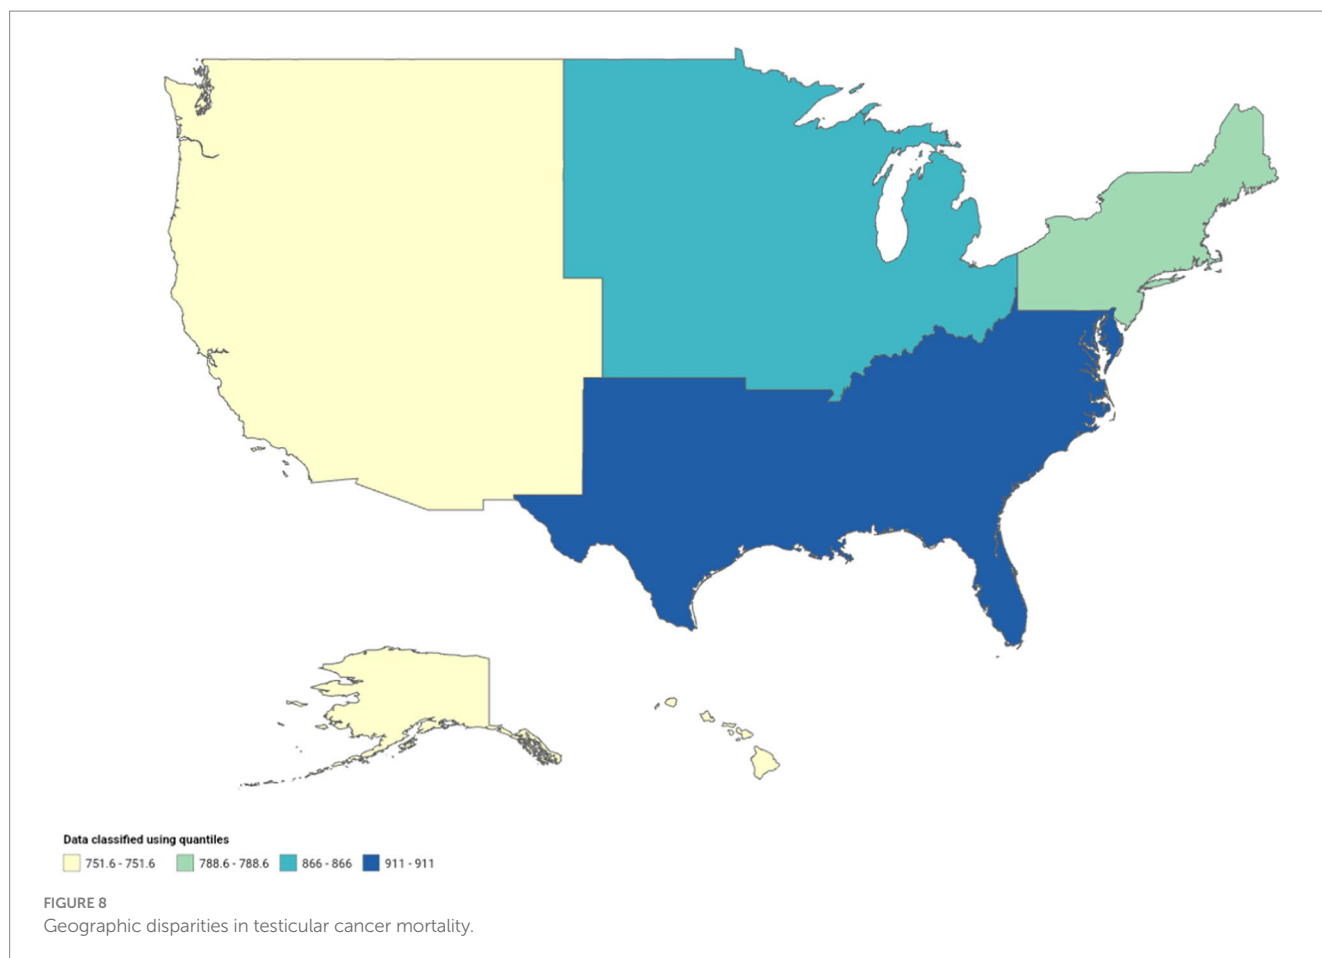 Data classified using quantiles
751.6 - 751.6 788.6 - 788.6 866 - 866 911 - 911
FIGURE 8
Geographic disparities in testicular cancer mortality.